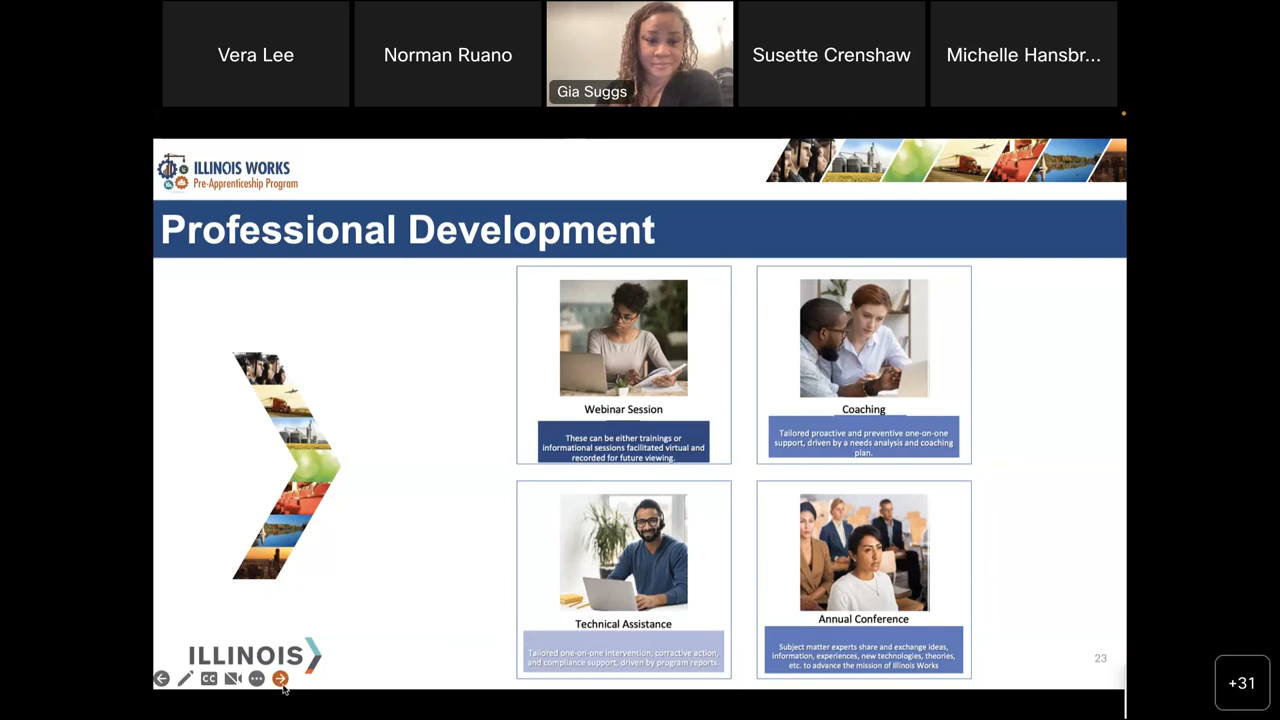 Vera Lee
Norman Ruano
Gia Suggs
Susette Crenshaw
Michelle Hansbr...
ILLINOIS WORKS
Pre-Apprenticeship Program
Professional Development
Webinar Session
These can be either trainings or
informational sessions facilitated virtual and
recorded for future viewing.
Coaching
Tailored proactive and preventive one-on-one
support, driven by a needs analysis and coaching
plan.
Technical Assistance
Tailored one-on-one intervention, corrective action,
and compliance support, driven by program reports.
Annual Conference
Subject matter experts share and exchange ideas,
information, experiences, new technologies, theories,
etc. to advance the mission of Illinois Works
ILLINOIS
23
CC
+31